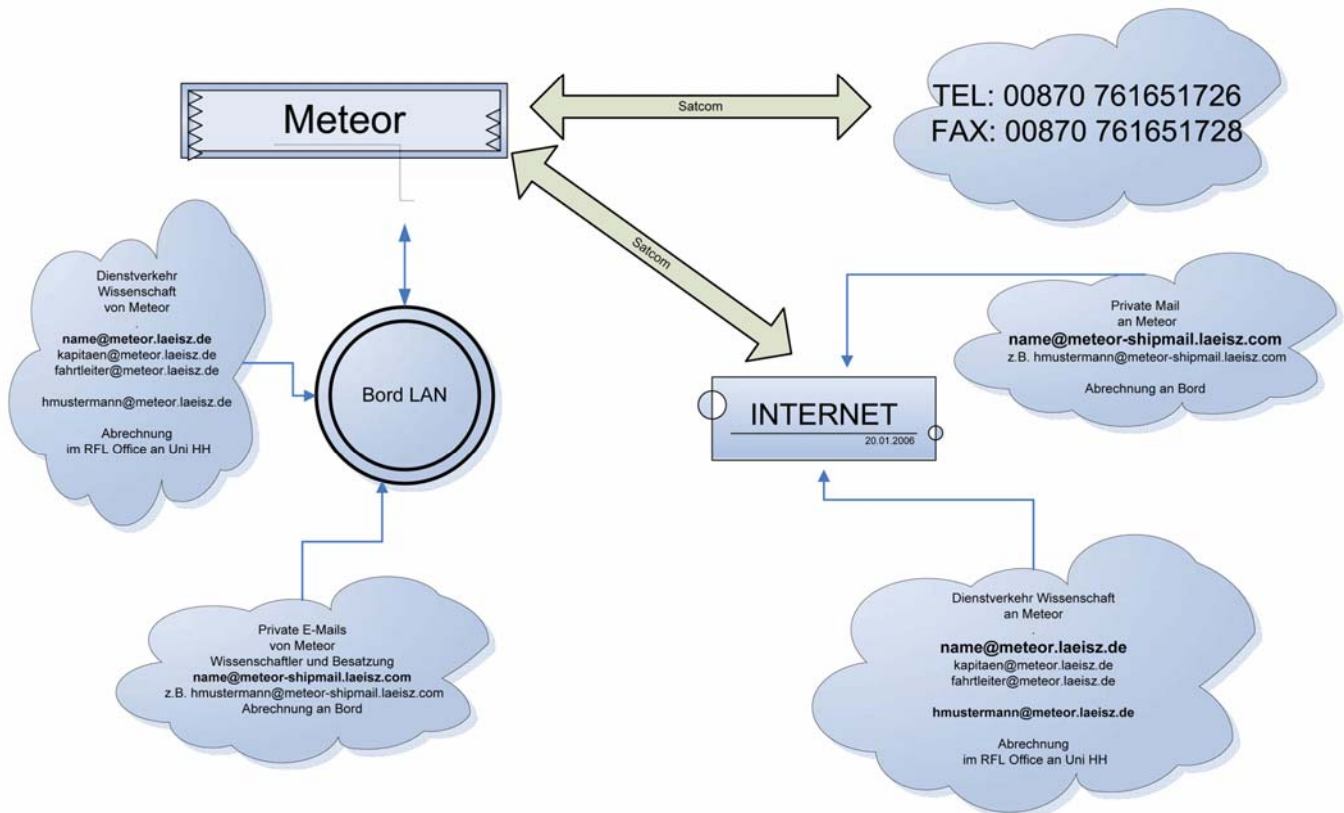 Meteor
Satcom
TEL: 00870 761651726
FAX: 00870 761651728
Satcom
Dienstverkehr
Wissenschaft
von Meteor
.
name@meteor.laeisz.de
kapitaen@meteor.laeisz.de
fahrtleiter@meteor.laeisz.de
hmustermann@meteor.laeisz.de
Abrechnung
im RFL Office an Uni HH
Bord LAN
Private Mail
an Meteor
name@meteor-shipmail.laeisz.com
z.B. hmustermann@meteor-shipmail.laeisz.com
Abrechnung an Bord
INTERNET
20.01.2006
Private E-Mails
von Meteor
Wissenschaftler und Besatzung
name@meteor-shipmail.laeisz.com
z.B. hmustermann@meteor-shipmail.laeisz.com
Abrechnung an Bord
Dienstverkehr Wissenschaft
an Meteor
.
name@meteor.laeisz.de
kapitaen@meteor.laeisz.de
fahrtleiter@meteor.laeisz.de
hmustermann@meteor.laeisz.de
Abrechnung
im RFL Office an Uni HH